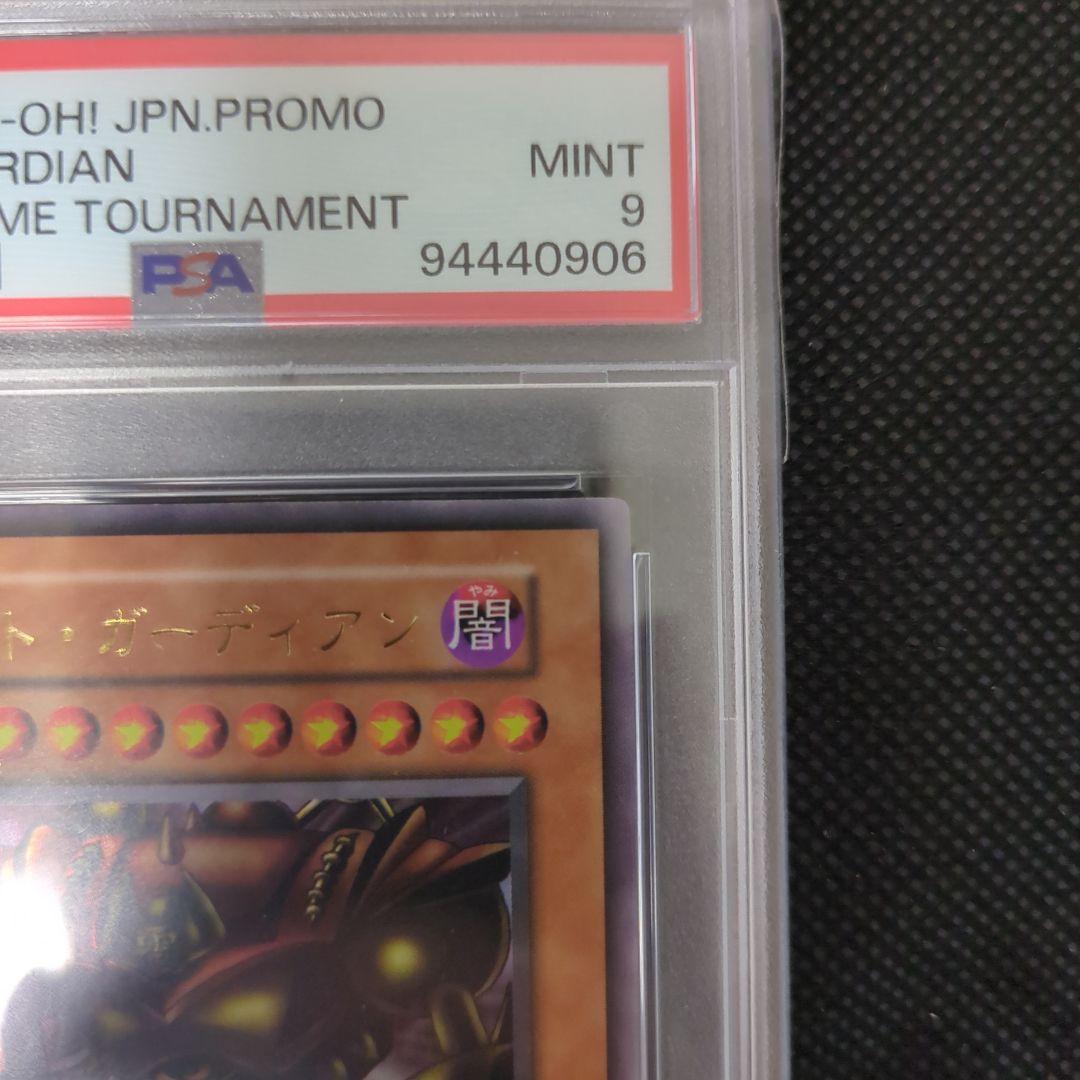 -OH! JPN.PROMO
RDIAN MINT
ME TOURNAMENT 9
PSA 94440906
ト・ガーディアン
やみ
闇